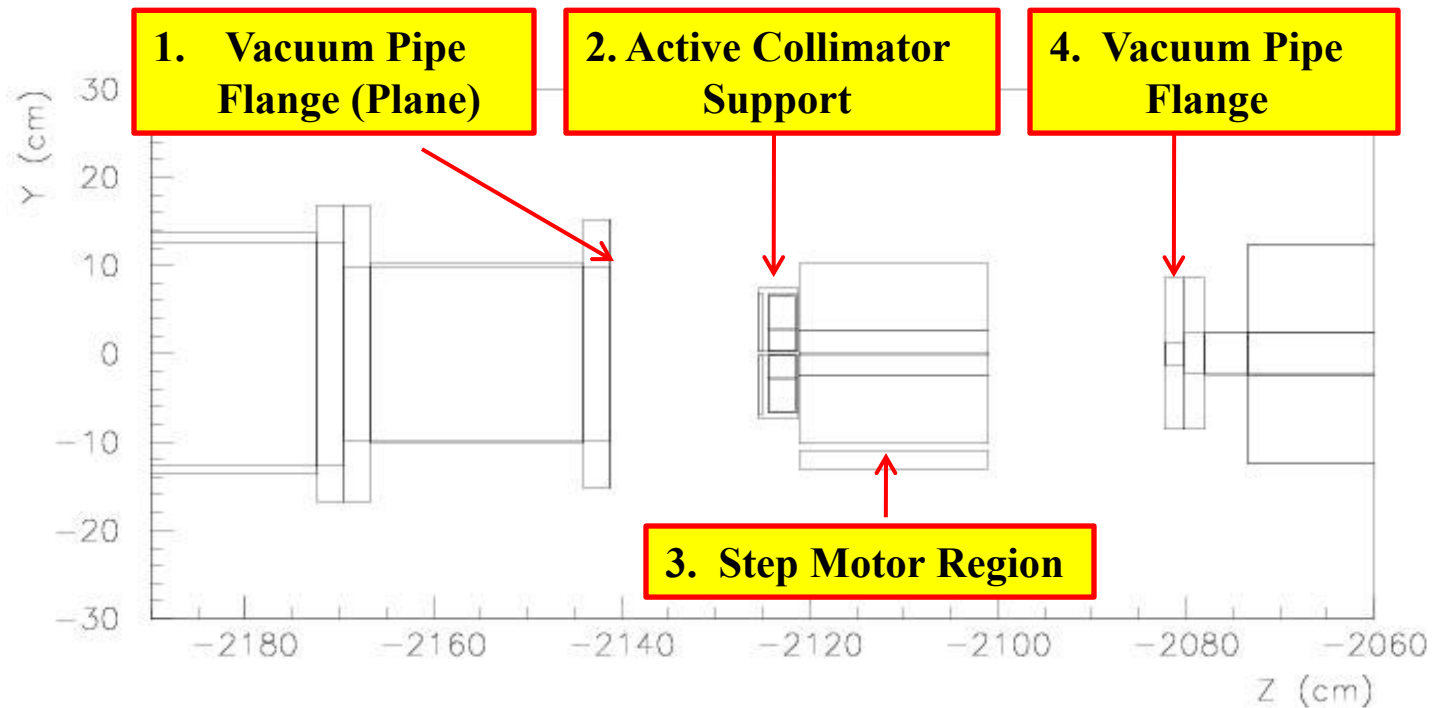 1. Vacuum Pipe
Flange (Plane)
2. Active Collimator
Support
4. Vacuum Pipe
Flange
3. Step Motor Region
Y (cm)
30
20
10
0
−10
−20
−30
−2180
−2160
−2140
−2120
−2100
−2080
−2060
Z (cm)